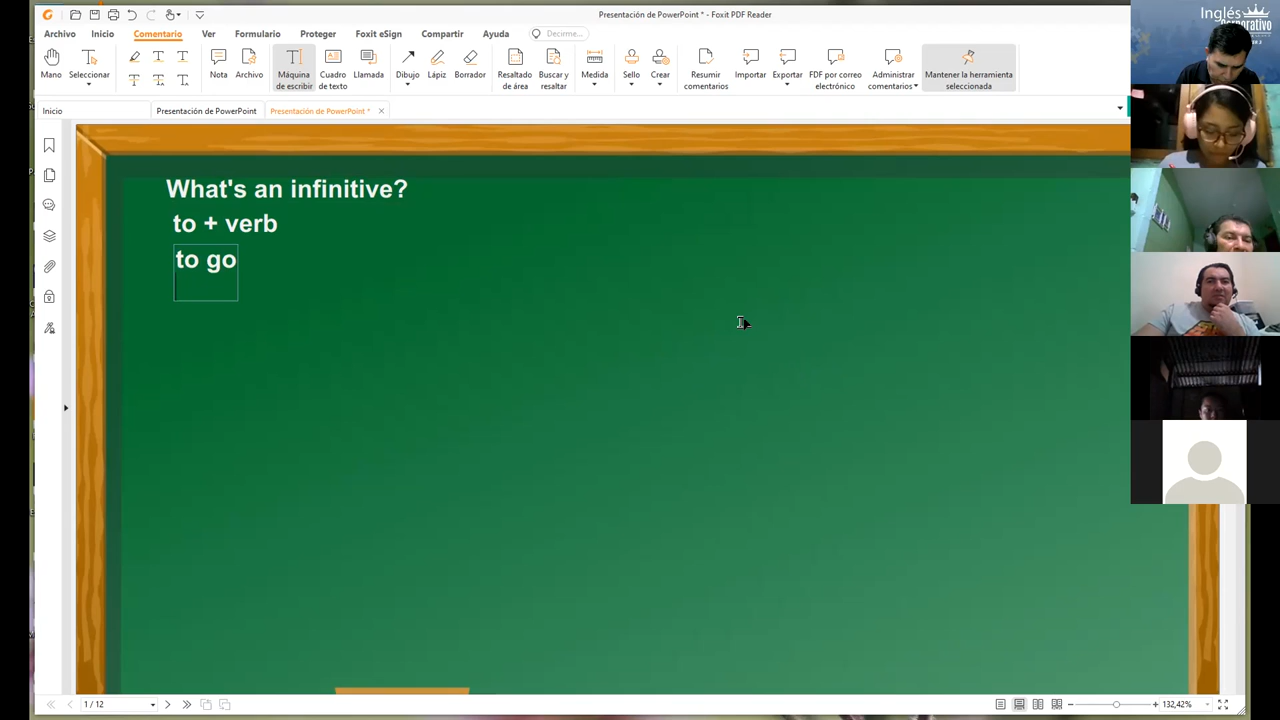 Presentación de PowerPoint * - Foxit PDF Reader
Archivo Inicio Comentario Ver Formulario Proteger Foxit eSign Compartir Ayuda Decirme...
Mano Seleccionar Nota Archivo Máquina de escribir Cuadro de texto Llamada Dibujo Lápiz Borrador Resaltado de área Buscar y resaltar Medida Sello Crear Resumir comentarios Importar Exportar PDF por correo electrónico Administrar comentarios Mantener la herramienta seleccionada
Inicio Presentación de PowerPoint Presentación de PowerPoint *
What's an infinitive?
to + verb
to go
1 / 12
132,42%
Inglés
Corporativo